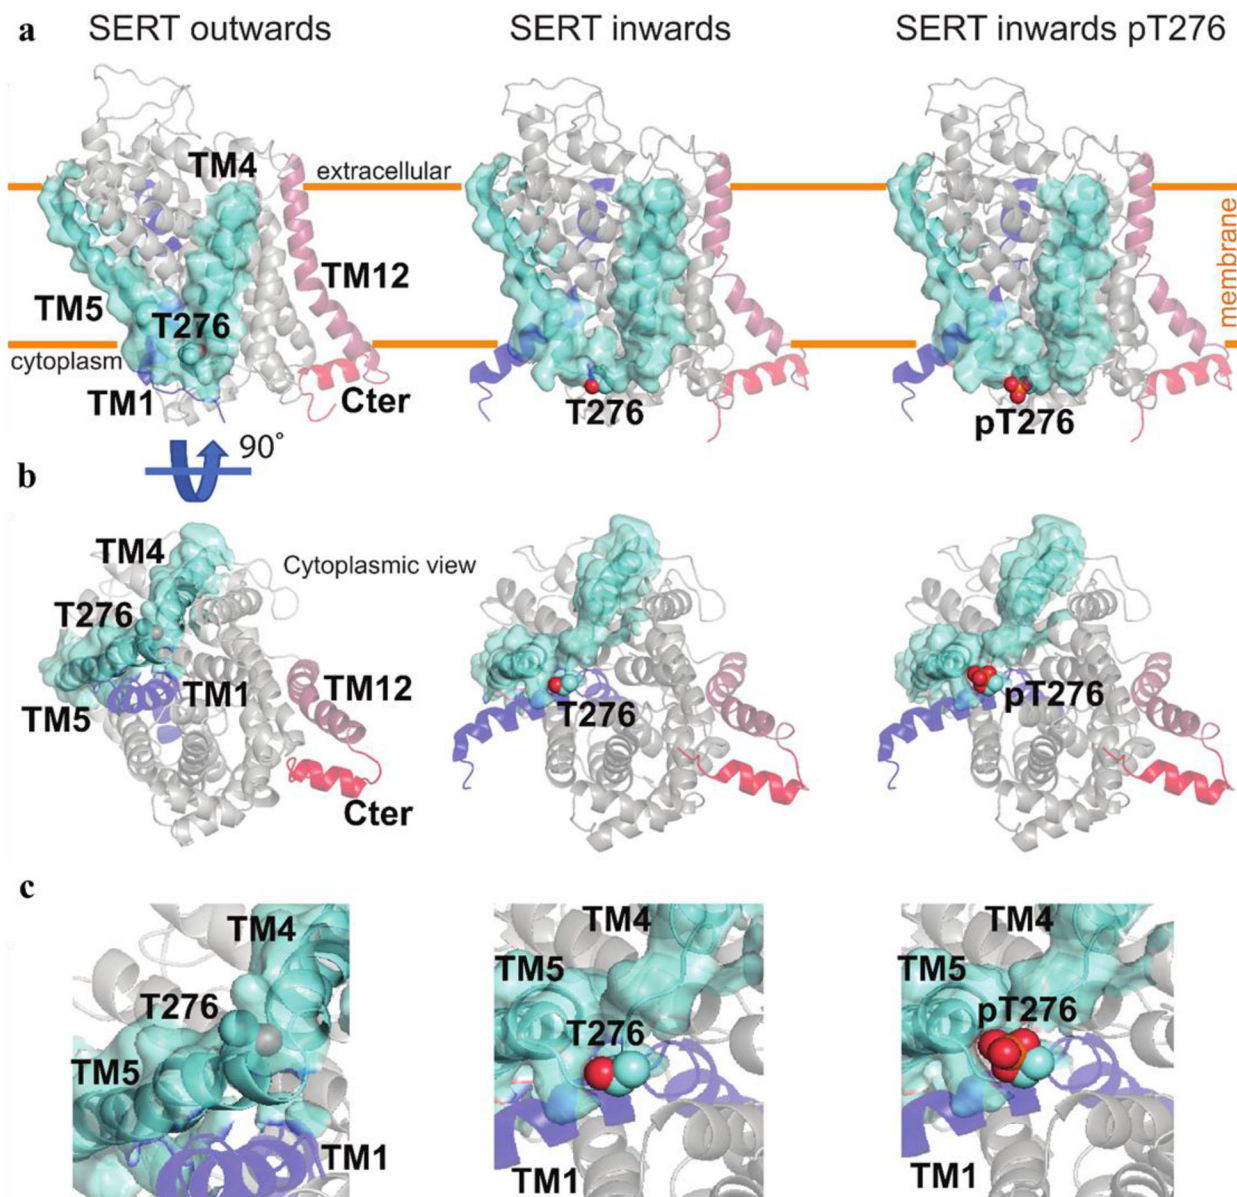 a
SERT outwards
SERT inwards
SERT inwards pT276
TM4
extracellular
TM5
TM12
T276
cytoplasm
TM1
Cter
T276
pT276
membrane
90°
b
TM4
Cytoplasmic view
T276
TM5
TM1
TM12
Cter
T276
pT276
c
TM4
T276
TM5
TM1
TM4
TM5
T276
TM1
TM4
TM5
pT276
TM1